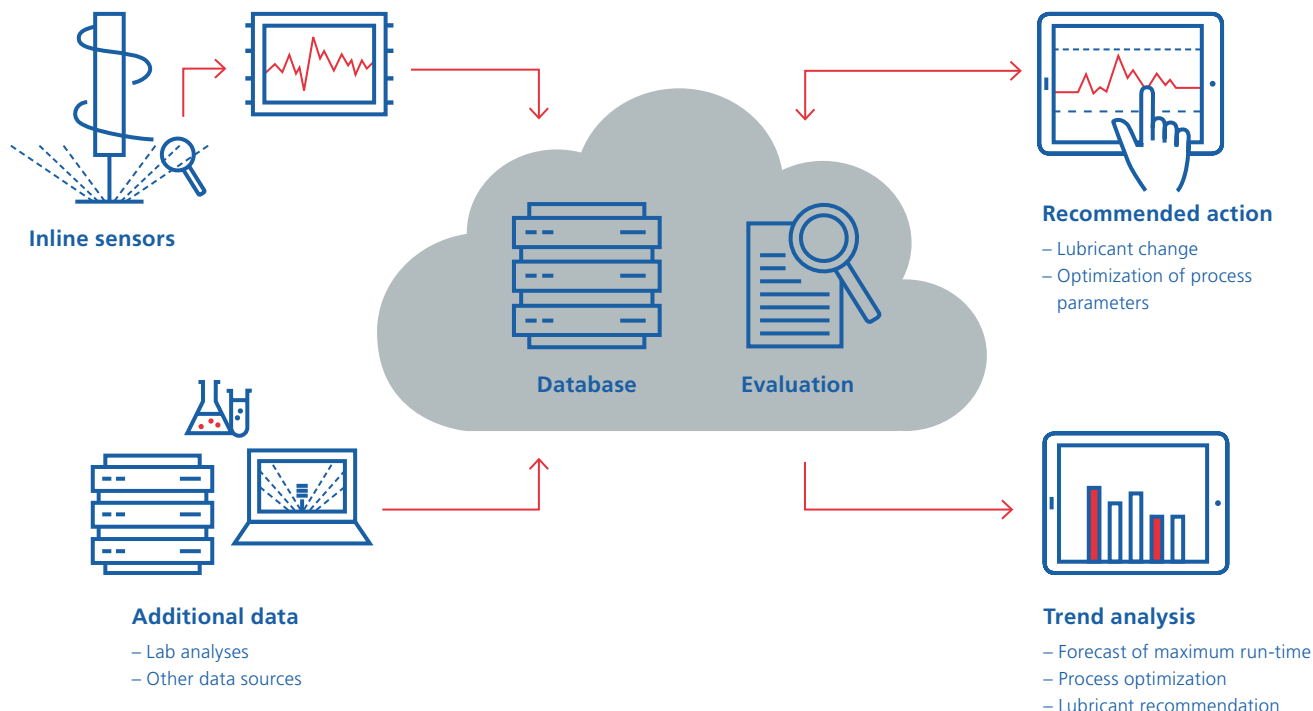 Inline sensors
Recommended action
– Lubricant change
– Optimization of process
parameters
Database
Evaluation
Additional data
– Lab analyses
– Other data sources
Trend analysis
– Forecast of maximum run-time
– Process optimization
– Lubricant recommendation